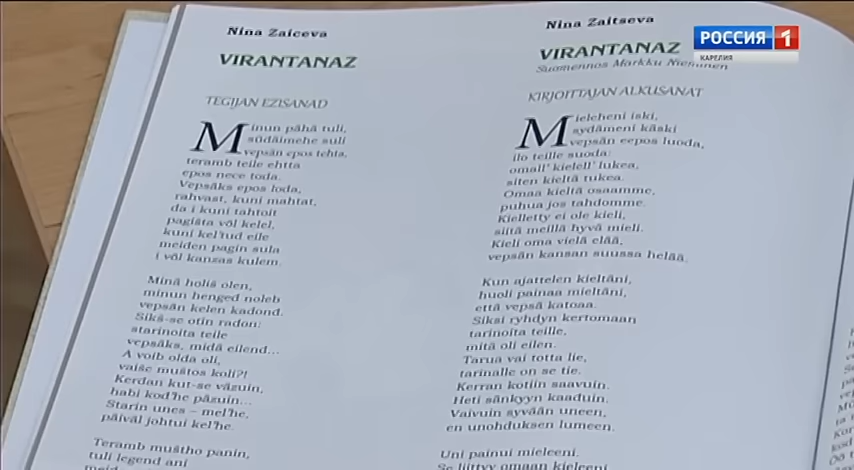 Nina Zaiceva
VIRANTANAZ
TEGIJAN EZISANAD
Minun pähä tuli,
südäimehe suli
vepsän epos tehta,
teramb teile ehtta
epos nece toda.
Vepsäks epos loda,
rahvast, kuni mahtat,
da i kuni tahtoit
pagišta völ kelel,
kuni kel'tud eile
meiden pagin sula
i völ kanzas kulem.
Minä holiš olen,
minun henged noleb
vepsän kelen kadond.
Sikš-se otin radon:
starinoita teile
vepsäks, midä eilend...
A voib olda oli,
vaiše muštos koli?!
Kerdan kut-se väzuin,
habi kod'he päzuin...
Starin unes – mel'he,
päiväl johtui kel'he.
Teramb muštho panin,
tuli legend ani
Nina Zaitseva
VIRANTANAZ
Suomennos Markku Nieminen
KIRJOITTAJAN ALKUSANAT
Mielcheni iski,
sydämeni käski
vepsän eepos luoda,
ilo teille suoda:
omall' kielell' lukea,
siten kieltä tukea.
Omaa kieltä osaamme,
puhua jos tahdomme.
Kielletty ei ole kieli,
siitä meillä hyvä mieli.
Kieli oma vielä elää,
vepsän kansan suussa helää.
Kun ajattelen kieltäni,
huoli painaa mieltäni,
että vepsä katoaa.
Siksi ryhdyn kertomaan
tarinoita teille,
mitä oli eilen.
Tarua vai totta lie,
tarinalle on se tie.
Kerran kotiin saavuin.
Heti sänkyyn kaaduin.
Vaivuin syvään uneen,
en unohduksen lumeen.
Uni painui mieleeni.
Se liittyy omaan kieleeni.
РОССИЯ 1
КАРЕЛИЯ